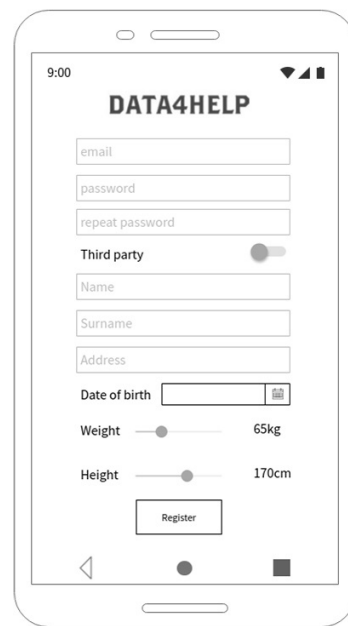 9:00
DATA4HELP
email
password
repeat password
Third party
Name
Surname
Address
Date of birth
Weight 65kg
Height 170cm
Register